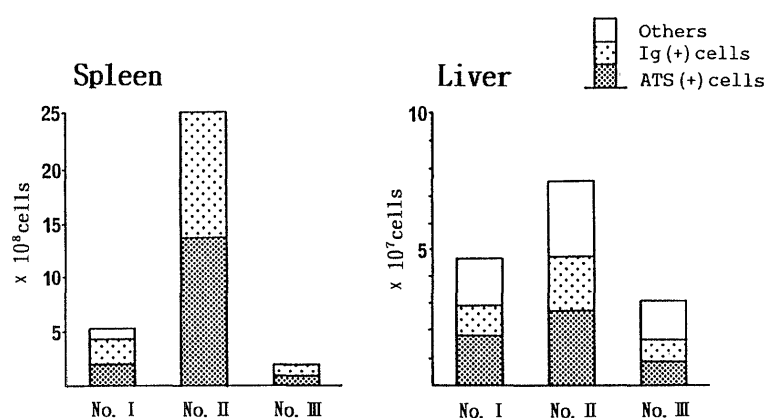 Others
Ig (+) cells
ATS (+) cells
Spleen
25
20
15
10
5
× 10⁸cells
No. I
No. II
No. III
Liver
10
5
× 10⁷cells
No. I
No. II
No. III